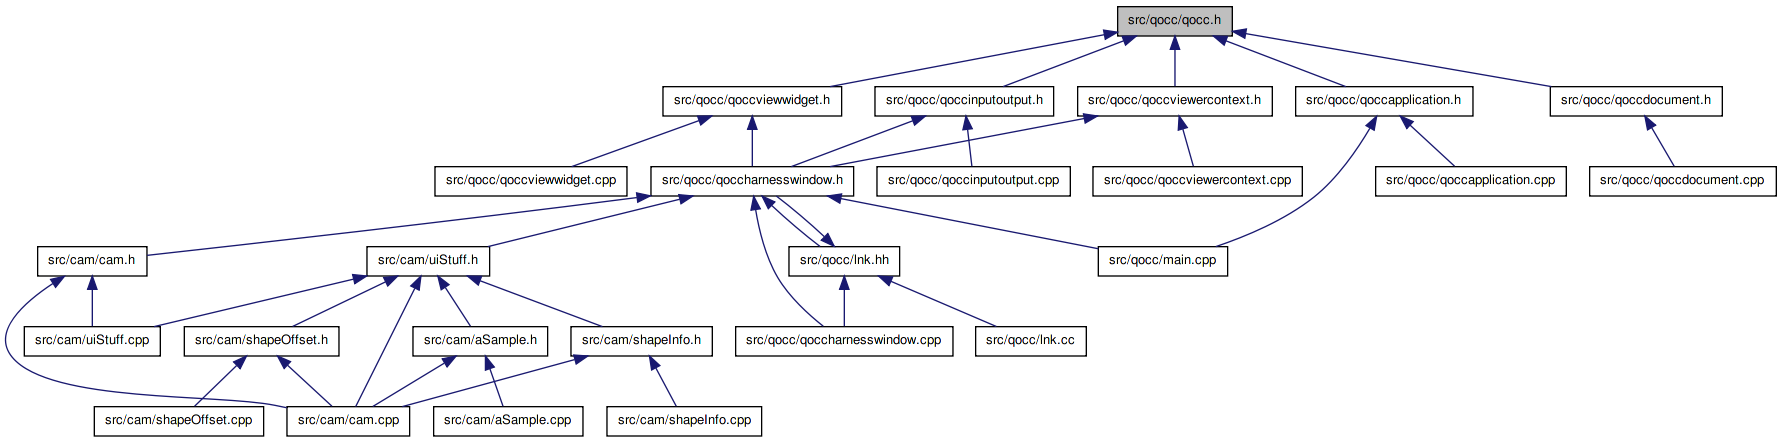 src/qocc/qocc.h
src/qocc/qoccviewwidget.h
src/qocc/qoccinputoutput.h
src/qocc/qoccviewercontext.h
src/qocc/qoccapplication.h
src/qocc/qoccdocument.h
src/qocc/qoccviewwidget.cpp
src/qocc/qoccharnesswindow.h
src/qocc/qoccinputoutput.cpp
src/qocc/qoccviewercontext.cpp
src/qocc/qoccapplication.cpp
src/qocc/qoccdocument.cpp
src/cam/cam.h
src/cam/uiStuff.h
src/qocc/lnk.hh
src/qocc/main.cpp
src/cam/uiStuff.cpp
src/cam/shapeOffset.h
src/cam/aSample.h
src/cam/shapeInfo.h
src/qocc/qoccharnesswindow.cpp
src/qocc/lnk.cc
src/cam/shapeOffset.cpp
src/cam/cam.cpp
src/cam/aSample.cpp
src/cam/shapeInfo.cpp